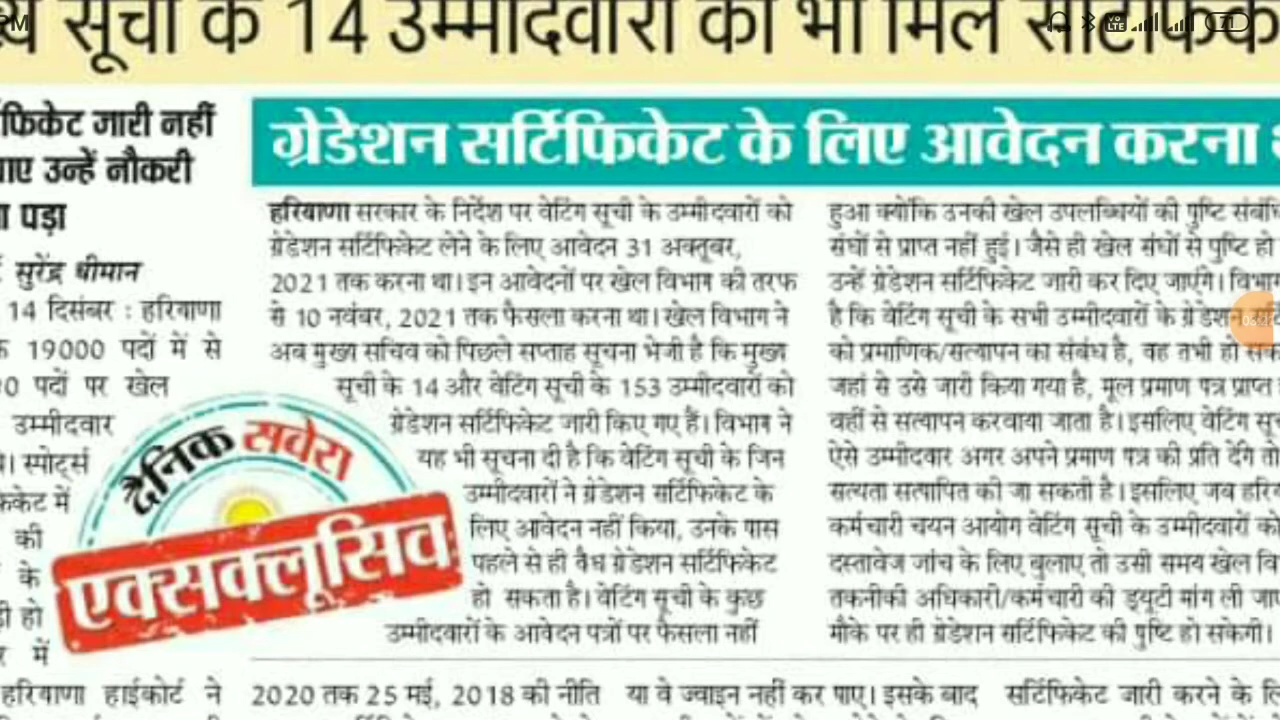 सूची के 14 उम्मीदवारों को भी मिले
फिकेट जारी नहीं
उन्हें नौकरी
पड़ा
सुरेंद्र धीमान
14 दिसंबर : हरियाणा
19000 पदों में से
पदों पर खेल
उम्मीदवार
। स्पोर्ट्स
में
की
के
हो
में
हरियाणा हाईकोर्ट ने
दैनिक सवेरा
एक्सक्लूसिव
ग्रेडेशन सर्टिफिकेट के लिए आवेदन करना
हरियाणा सरकार के निर्देश पर वेटिंग सूची के उम्मीदवारों को
ग्रेडेशन सर्टिफिकेट लेने के लिए आवेदन 31 अक्तूबर,
2021 तक करना था। इन आवेदनों पर खेल विभाग की तरफ
से 10 नवंबर, 2021 तक फैसला करना था। खेल विभाग ने
अब मुख्य सचिव को पिछले सप्ताह सूचना भेजी है कि मुख्य
सूची के 14 और वेटिंग सूची के 153 उम्मीदवारों को
ग्रेडेशन सर्टिफिकेट जारी किए गए हैं। विभाग ने
यह भी सूचना दी है कि वेटिंग सूची के जिन
उम्मीदवारों ने ग्रेडेशन सर्टिफिकेट के
लिए आवेदन नहीं किया, उनके पास
पहले से ही वैध ग्रेडेशन सर्टिफिकेट
हो सकता है। वेटिंग सूची के कुछ
उम्मीदवारों के आवेदन पत्रों पर फैसला नहीं
हुआ क्योंकि उनकी खेल उपलब्धियों की पुष्टि
संघों से प्राप्त नहीं हुई। जैसे ही खेल संघों से पुष्टि हो
उन्हें ग्रेडेशन सर्टिफिकेट जारी कर दिए जाएंगे।
है कि वेटिंग सूची के सभी उम्मीदवारों के ग्रेडेशन
को प्रमाणिक/सत्यापन का संबंध है, वह तभी हो
जहां से उसे जारी किया गया है, मूल प्रमाण पत्र प्राप्त
वहीं से सत्यापन करवाया जाता है। इसलिए वेटिंग
ऐसे उम्मीदवार अगर अपने प्रमाण पत्र की प्रति देंगे तो
सत्यता सत्यापित की जा सकती है। इसलिए जब
कर्मचारी चयन आयोग वेटिंग सूची के उम्मीदवारों को
दस्तावेज जांच के लिए बुलाए तो उसी समय खेल
तकनीकी अधिकारी/कर्मचारी की ड्यूटी मांग ली
मौके पर ही ग्रेडेशन सर्टिफिकेट की पुष्टि हो सकेगी।
2020 तक 25 मई, 2018 की नीति
या वे ज्वाइन नहीं कर पाए। इसके बाद
सर्टिफिकेट जारी करने के